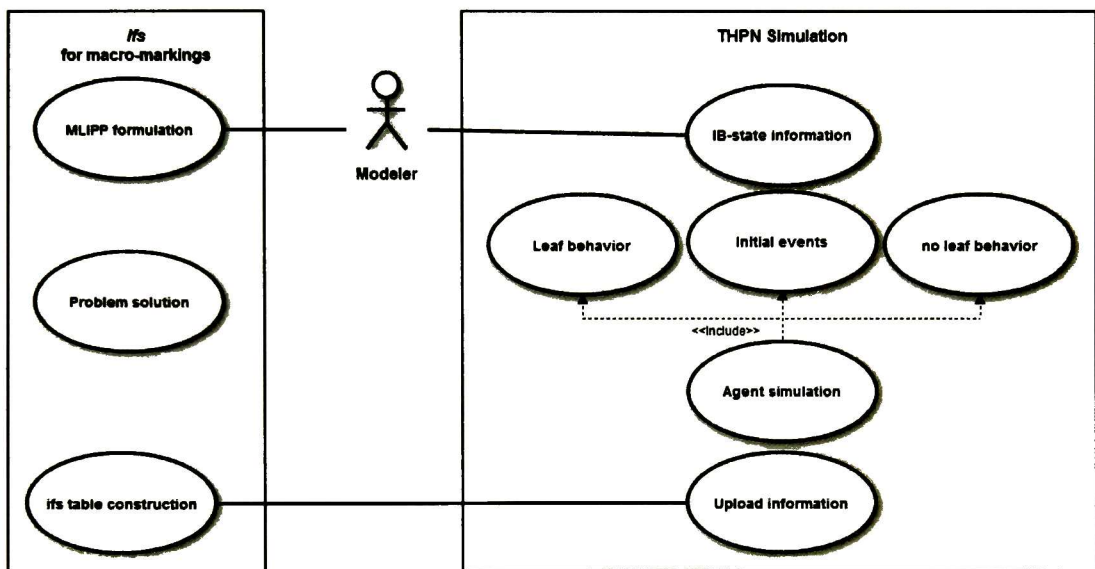 Ifs
for macro-markings
MLIPP formulation
Problem solution
ifs table construction
Modeler
THPN Simulation
IB-state information
Leaf behavior
Initial events
no leaf behavior
<<Include>>
Agent simulation
Upload information